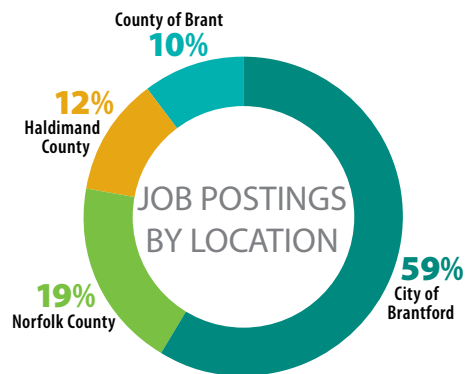 County of Brant
10%
12%
Haldimand
County
JOB POSTINGS
BY LOCATION
59%
City of
Brantford
19%
Norfolk County